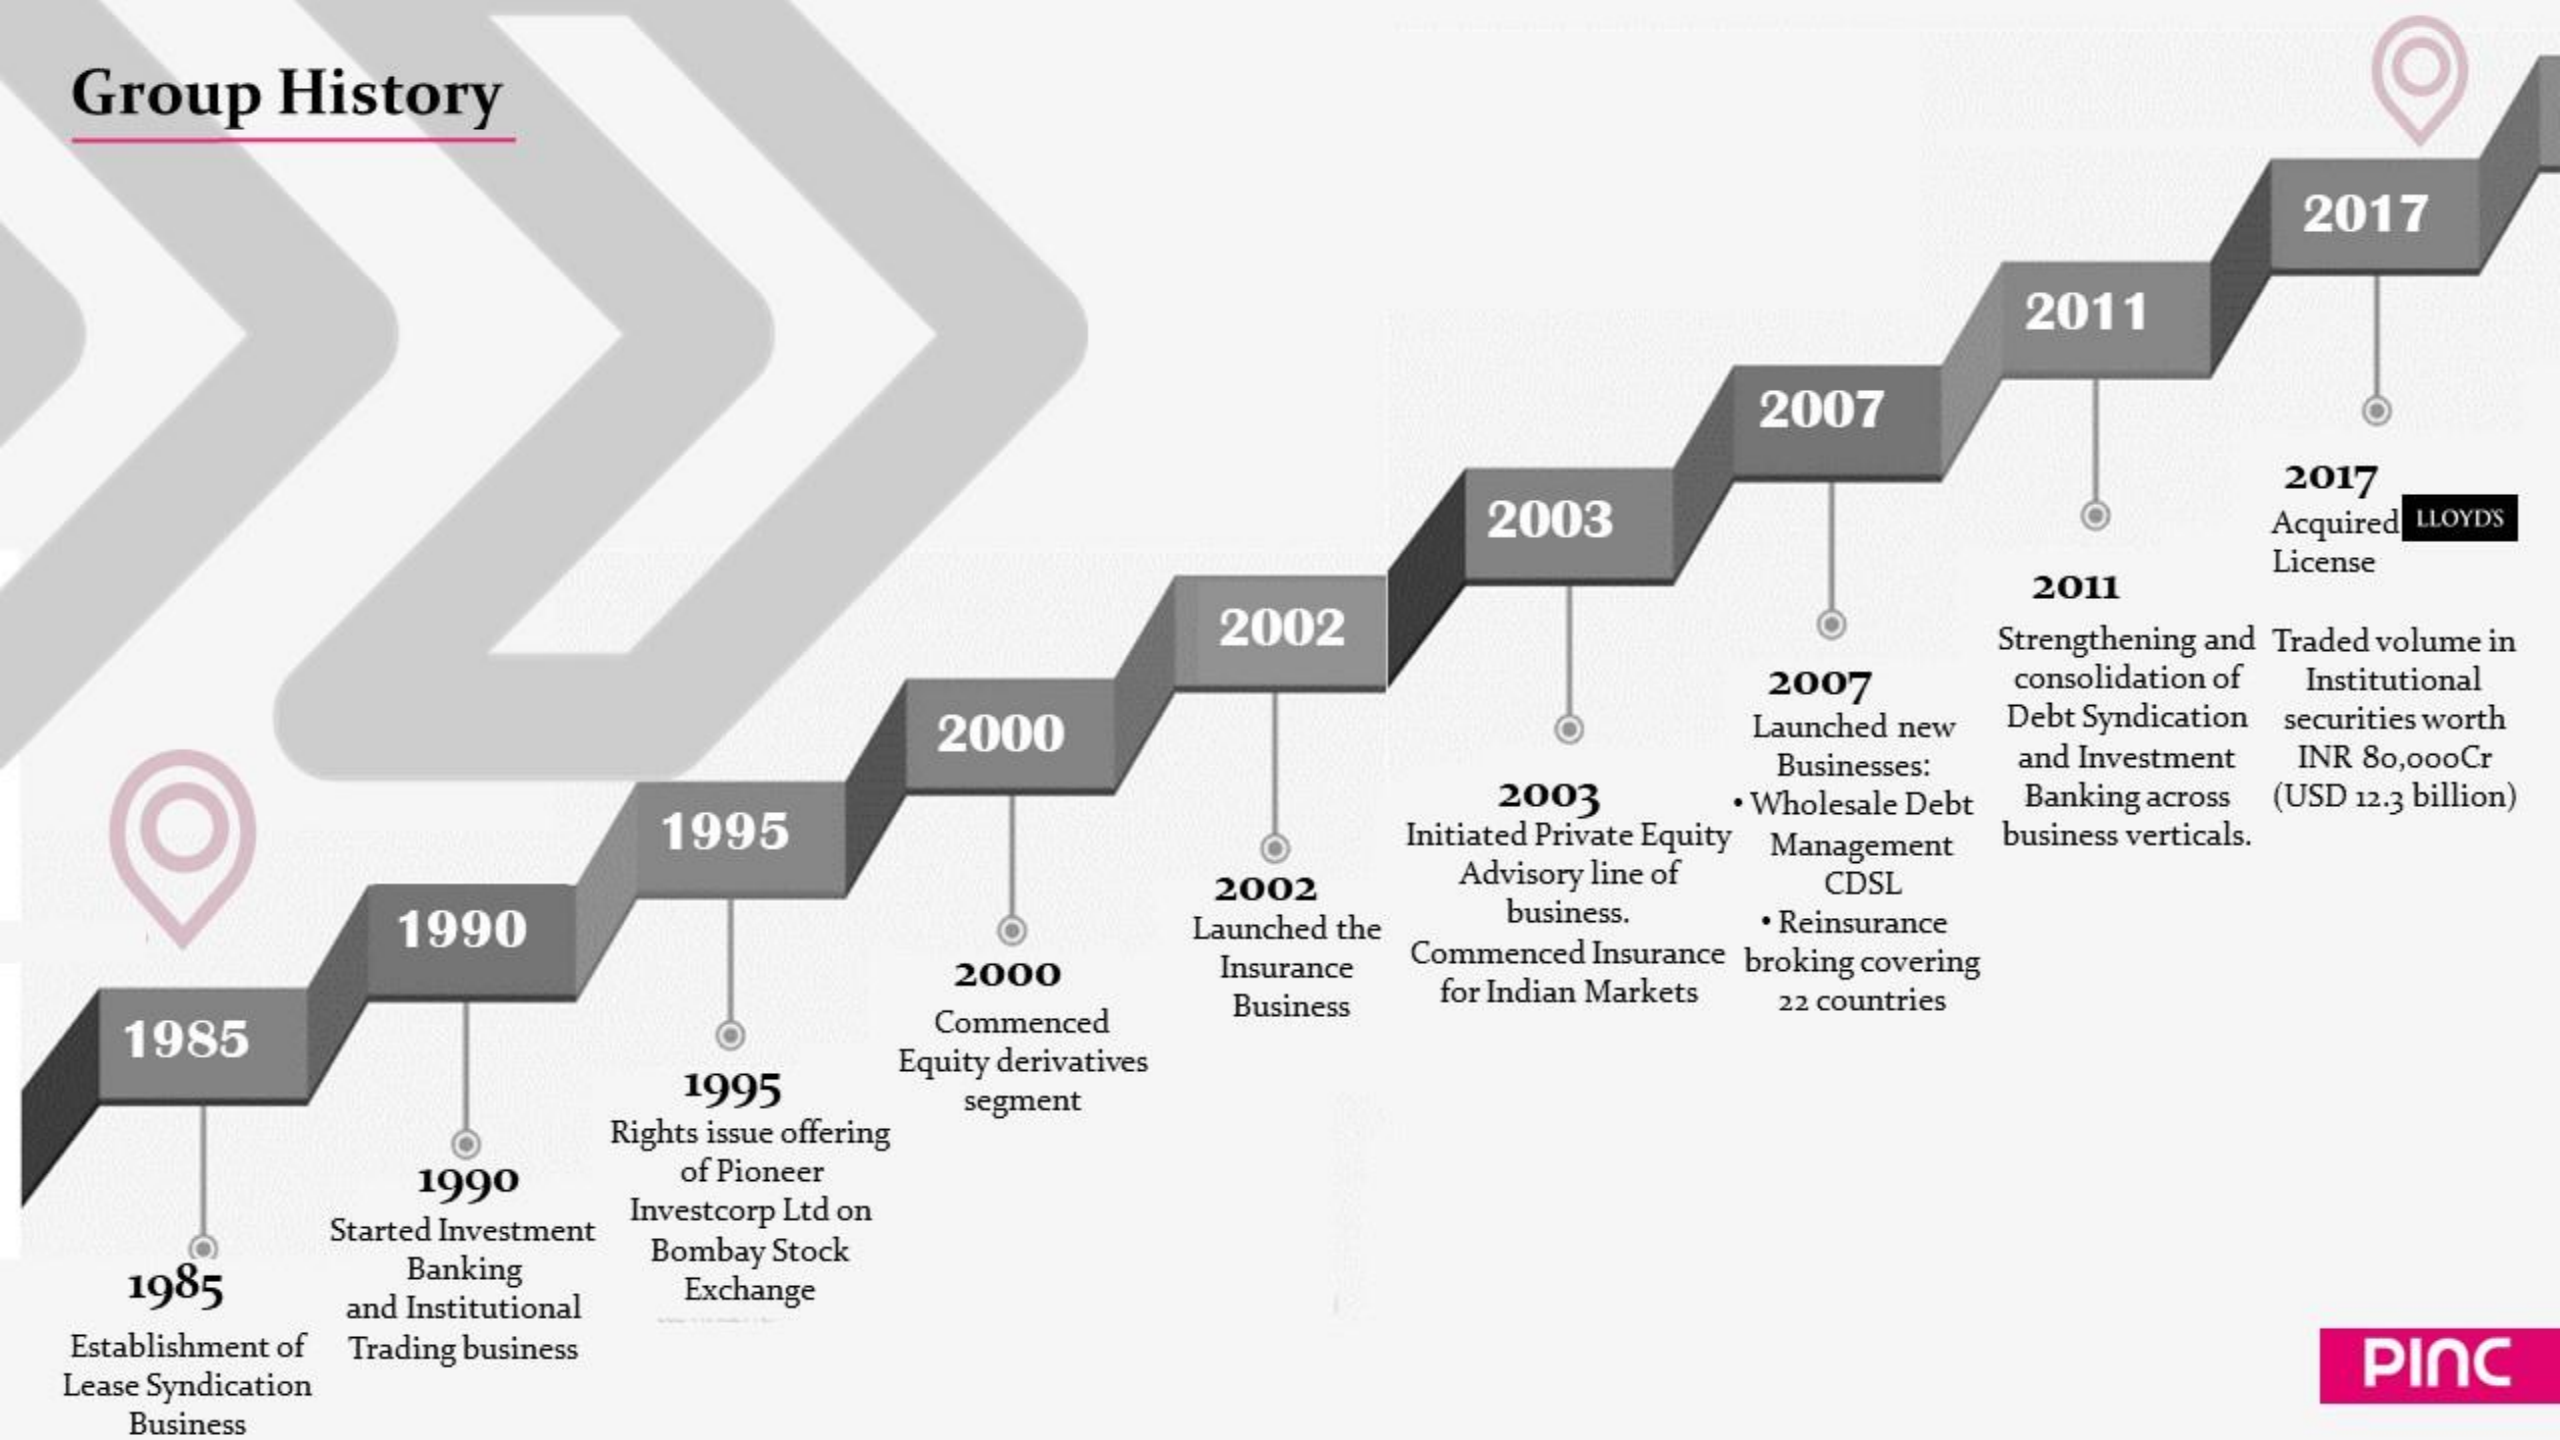 Group History
2017
2011
2007
2003
2002
2000
1995
1990
1985
1985
Establishment of
Lease Syndication
Business
1990
Started Investment
Banking
and Institutional
Trading business
1995
Rights issue offering
of Pioneer
Investcorp Ltd on
Bombay Stock
Exchange
2000
Commenced
Equity derivatives
segment
2002
Launched the
Insurance
Business
2003
Initiated Private Equity
Advisory line of
business.
Commenced Insurance
for Indian Markets
2007
Launched new
Businesses:
• Wholesale Debt
Management
CDSL
• Reinsurance
broking covering
22 countries
2011
Strengthening and
consolidation of
Debt Syndication
and Investment
Banking across
business verticals.
2017
Acquired LLOYD'S
License
Traded volume in
Institutional
securities worth
INR 80,000Cr
(USD 12.3 billion)
PINC